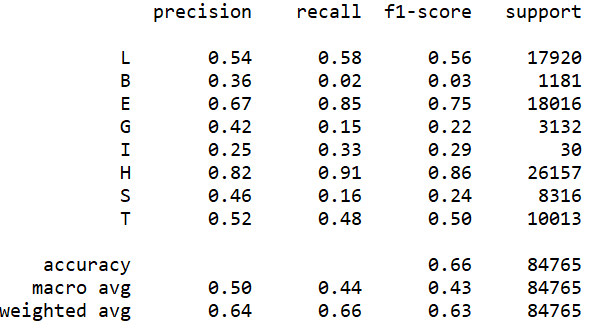 precision recall f1-score support
L 0.54 0.58 0.56 17920
B 0.36 0.02 0.03 1181
E 0.67 0.85 0.75 18016
G 0.42 0.15 0.22 3132
I 0.25 0.33 0.29 30
H 0.82 0.91 0.86 26157
S 0.46 0.16 0.24 8316
T 0.52 0.48 0.50 10013
accuracy 0.66 84765
macro avg 0.50 0.44 0.43 84765
weighted avg 0.64 0.66 0.63 84765